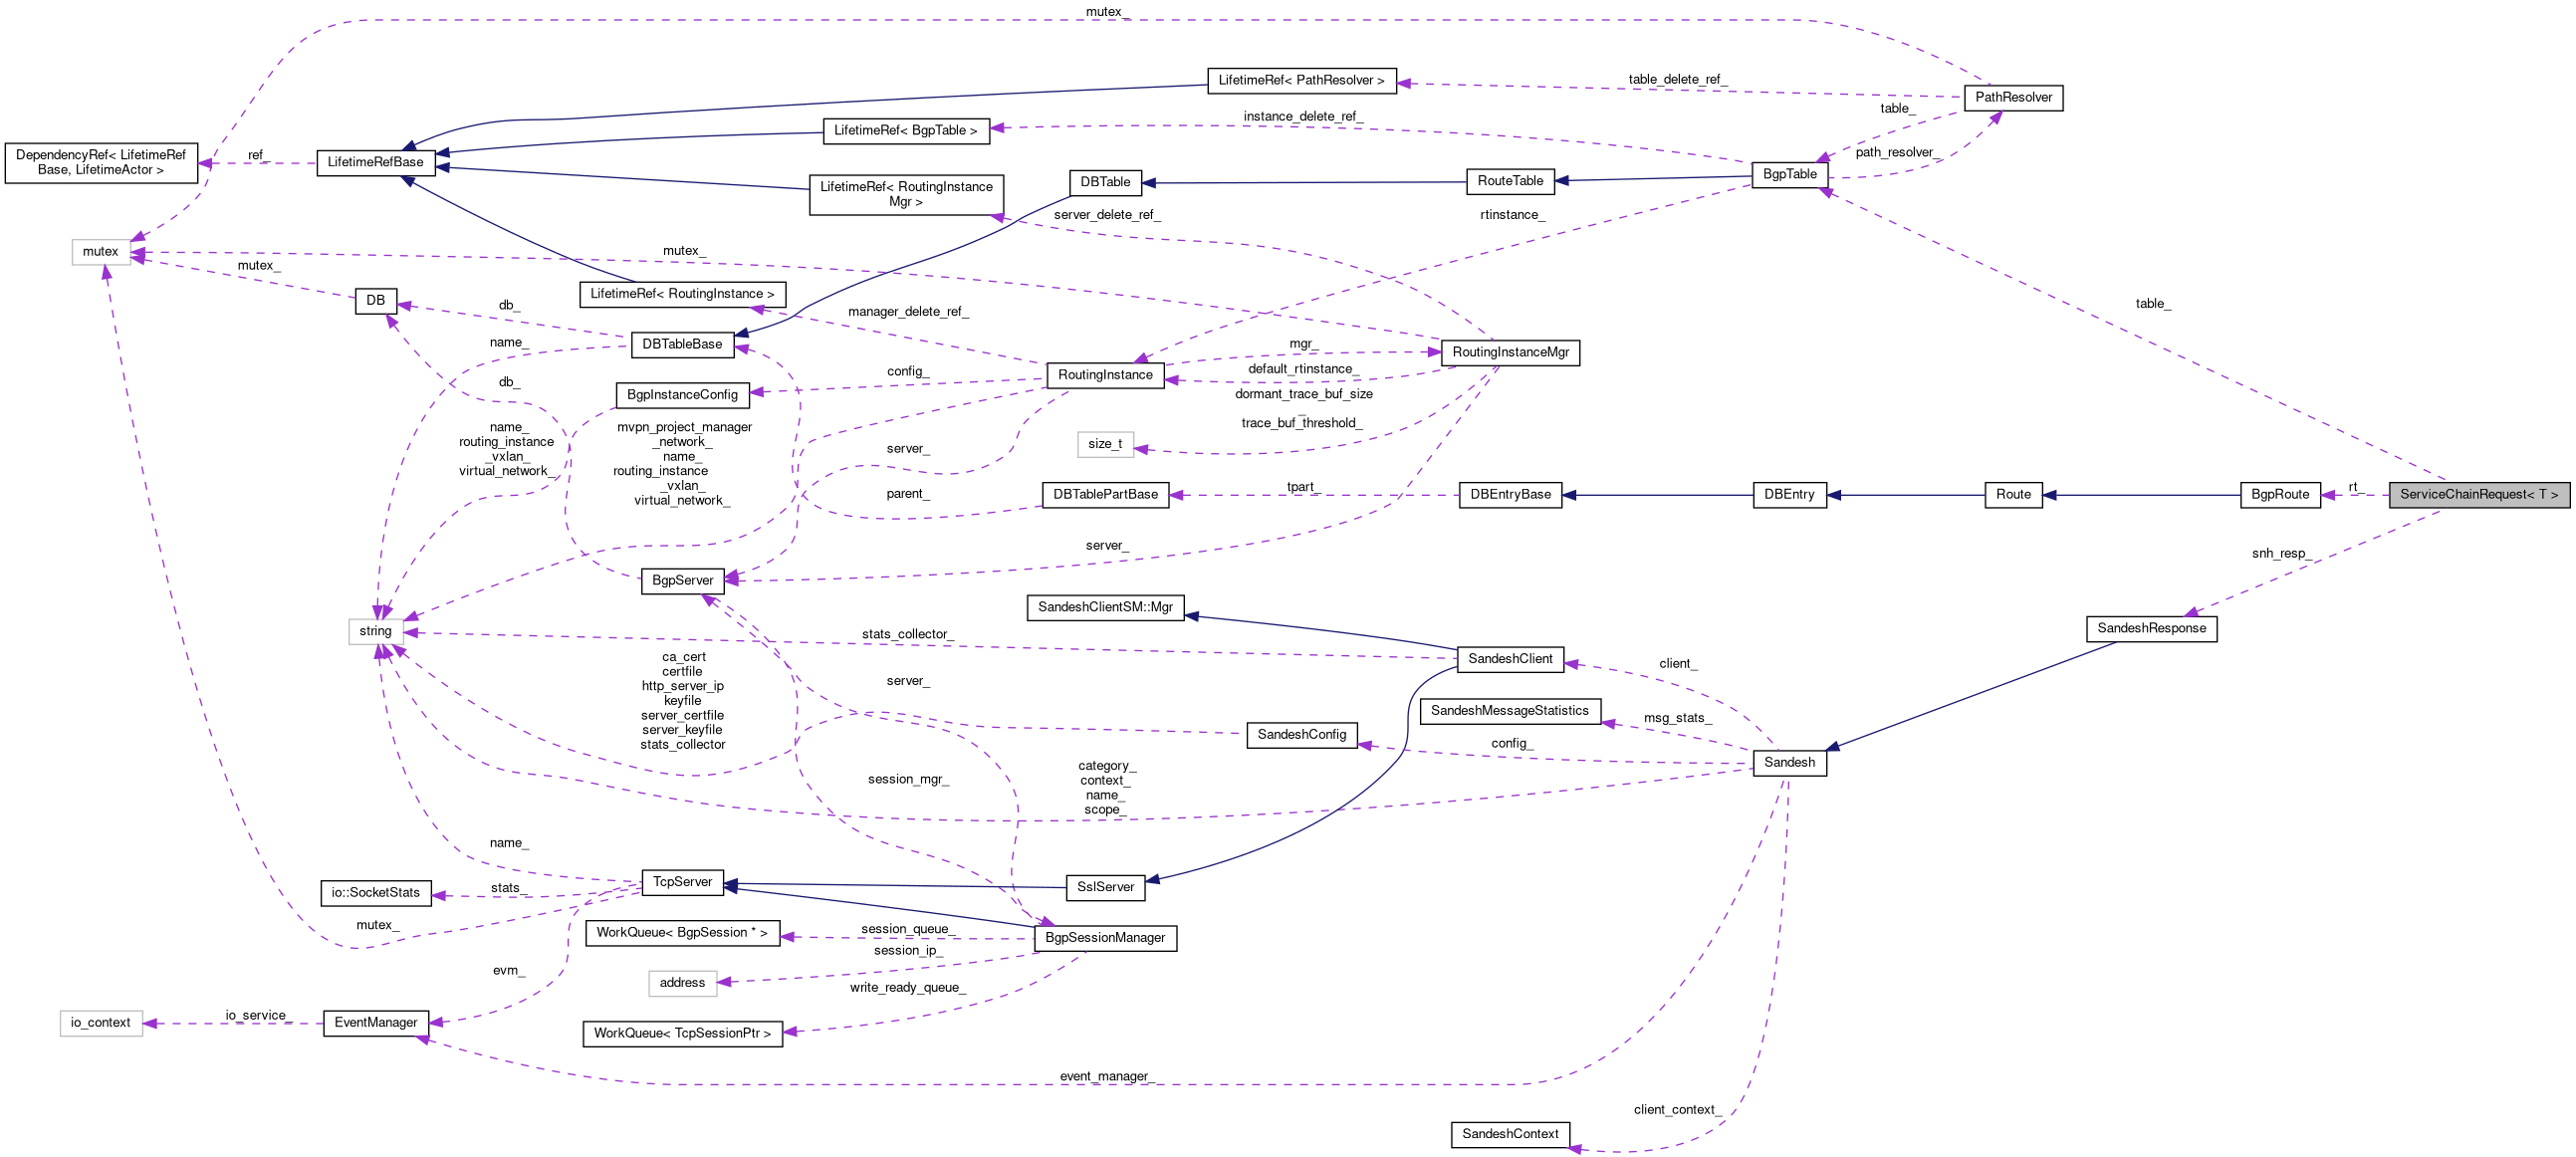 mutex_
LifetimeRef< PathResolver >
table_delete_ref_
PathResolver
table_
instance_delete_ref_
LifetimeRef< BgpTable >
DependencyRef< LifetimeRef
Base, LifetimeActor >
ref_
LifetimeRefBase
path_resolver_
BgpTable
LifetimeRef< RoutingInstance
Mgr >
DBTable
RouteTable
server_delete_ref_
rtinstance_
mutex
mutex_
mutex_
LifetimeRef< RoutingInstance >
DB
db_
manager_delete_ref_
table_
name_
DBTableBase
mgr_
RoutingInstanceMgr
default_rtinstance_
RoutingInstance
config_
db_
BgpInstanceConfig
dormant_trace_buf_size
_
trace_buf_threshold_
name_
routing_instance
_vxlan_
virtual_network_
mvpn_project_manager
_network_
name_
routing_instance
_vxlan_
virtual_network_
server_
size_t
parent_
DBTablePartBase
tpart_
DBEntryBase
DBEntry
Route
BgpRoute
rt_
ServiceChainRequest< T >
server_
snh_resp_
BgpServer
SandeshClientSM::Mgr
string
stats_collector_
SandeshResponse
SandeshClient
client_
ca_cert
certfile
http_server_ip
keyfile
server_certfile
server_keyfile
stats_collector
server_
SandeshMessageStatistics
msg_stats_
SandeshConfig
config_
Sandesh
session_mgr_
category_
context_
name_
scope_
name_
io::SocketStats
stats_
TcpServer
SslServer
mutex_
WorkQueue< BgpSession * >
session_queue_
BgpSessionManager
session_ip_
evm_
address
write_ready_queue_
io_context
io_service_
EventManager
WorkQueue< TcpSessionPtr >
event_manager_
client_context_
SandeshContext